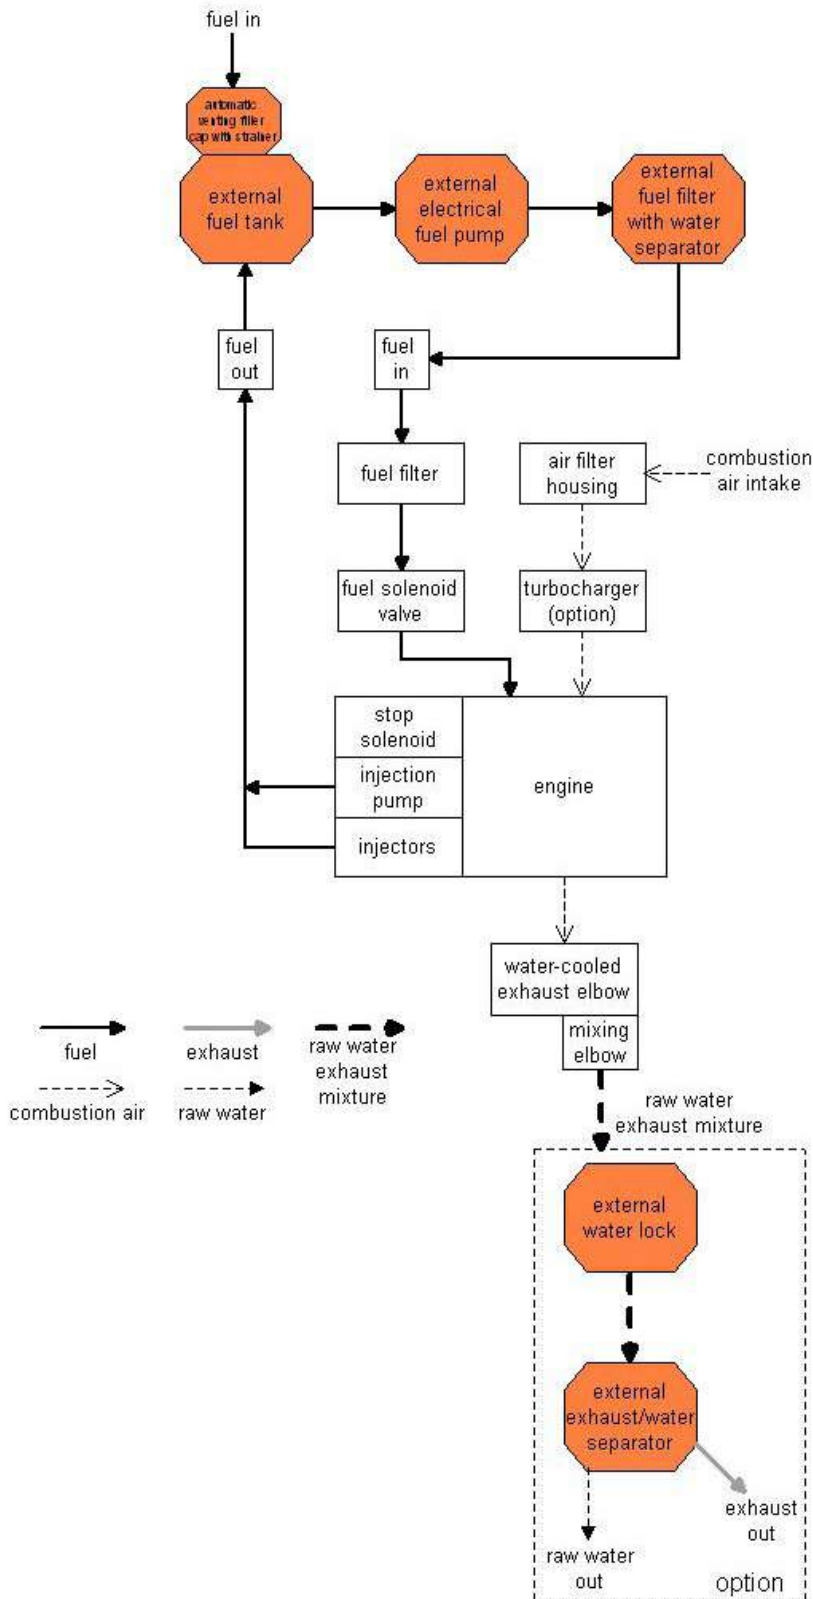 fuel in
automatic
venting filler
cap with strainer
external
fuel tank
external
electrical
fuel pump
external
fuel filter
with water
separator
fuel
out
fuel
in
fuel filter
air filter
housing
combustion
air intake
fuel solenoid
valve
turbocharger
(option)
stop
solenoid
injection
pump
injectors
engine
water-cooled
exhaust elbow
mixing
elbow
fuel
exhaust
raw water
exhaust
mixture
combustion air
raw water
raw water
exhaust mixture
external
water lock
external
exhaust/water
separator
exhaust
out
raw water
out
option